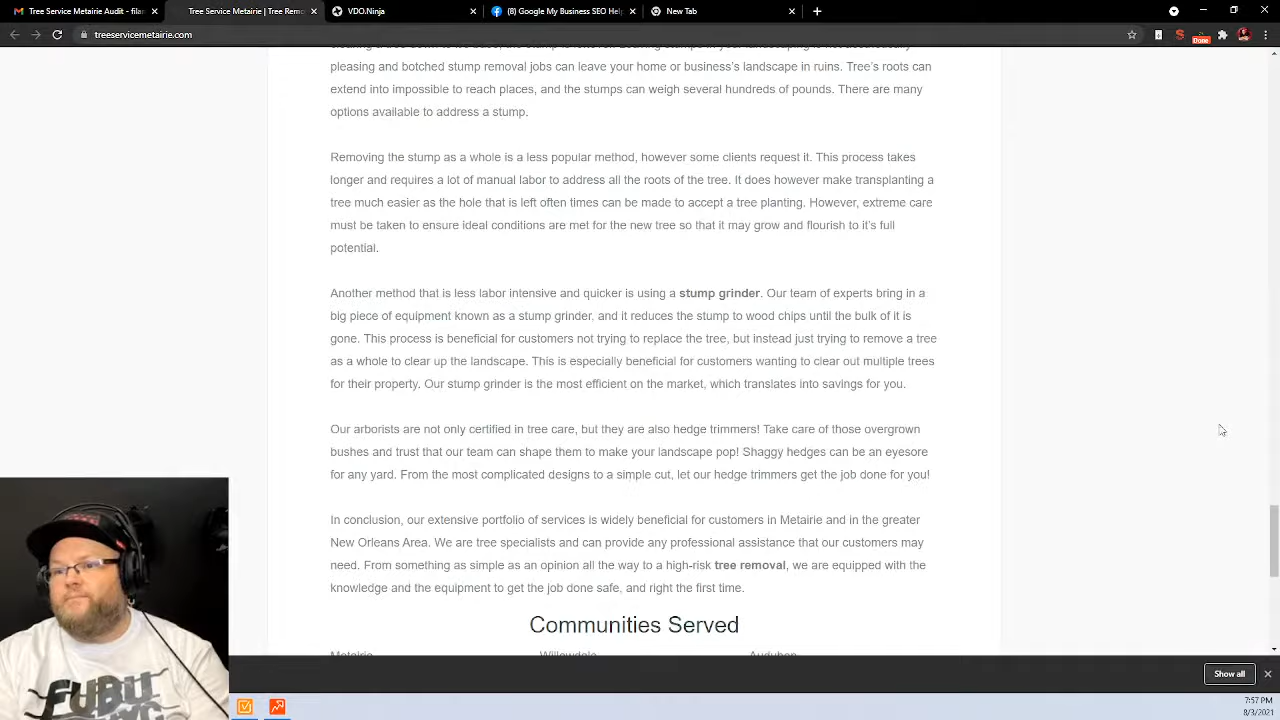 Tree Service Metairie Audit - filas
Tree Service Metairie | Tree Com
VDO.Ninja
(8) Google My Business SEO Help
New Tab
treeservicemetairie.com
Done
pleasing and botched stump removal jobs can leave your home or business's landscape in ruins. Tree's roots can
extend into impossible to reach places, and the stumps can weigh several hundreds of pounds. There are many
options available to address a stump.
Removing the stump as a whole is a less popular method, however some clients request it. This process takes
longer and requires a lot of manual labor to address all the roots of the tree. It does however make transplanting a
tree much easier as the hole that is left often times can be made to accept a tree planting. However, extreme care
must be taken to ensure ideal conditions are met for the new tree so that it may grow and flourish to it's full
potential.
Another method that is less labor intensive and quicker is using a stump grinder. Our team of experts bring in a
big piece of equipment known as a stump grinder, and it reduces the stump to wood chips until the bulk of it is
gone. This process is beneficial for customers not trying to replace the tree, but instead just trying to remove a tree
as a whole to clear up the landscape. This is especially beneficial for customers wanting to clear out multiple trees
for their property. Our stump grinder is the most efficient on the market, which translates into savings for you.
Our arborists are not only certified in tree care, but they are also hedge trimmers! Take care of those overgrown
bushes and trust that our team can shape them to make your landscape pop! Shaggy hedges can be an eyesore
for any yard. From the most complicated designs to a simple cut, let our hedge trimmers get the job done for you!
In conclusion, our extensive portfolio of services is widely beneficial for customers in Metairie and in the greater
New Orleans Area. We are tree specialists and can provide any professional assistance that our customers may
need. From something as simple as an opinion all the way to a high-risk tree removal, we are equipped with the
knowledge and the equipment to get the job done safe, and right the first time.
Communities Served
Metairie Willowdale Audubon
Show all
FUBU
7:57 PM
8/3/2021